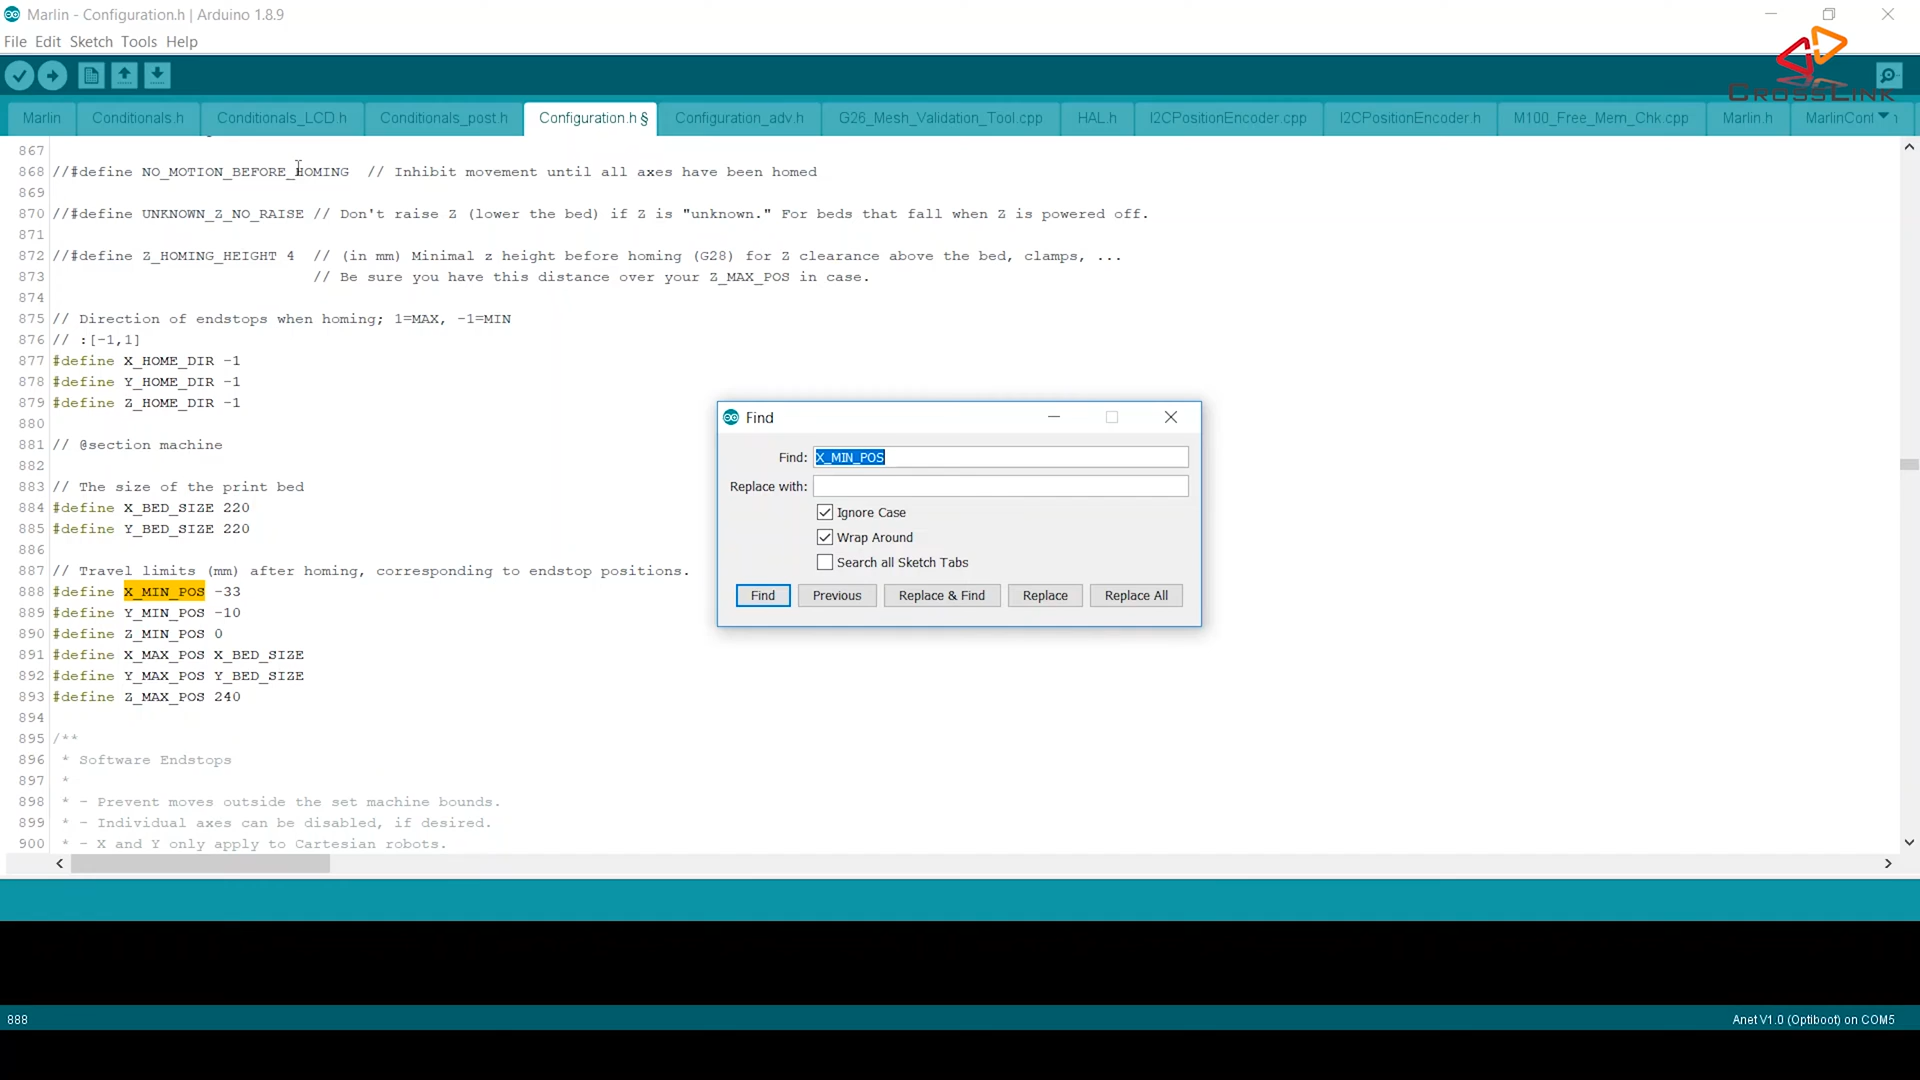 Marlin - Configuration.h | Arduino 1.8.9
File Edit Sketch Tools Help
CROSSLINK
Marlin Conditionals.h Conditionals_LCD.h Conditionals_post.h Configuration.h § Configuration_adv.h G26_Mesh_Validation_Tool.cpp HAL.h I2CPositionEncoder.cpp I2CPositionEncoder.h M100_Free_Mem_Chk.cpp Marlin.h MarlinConf
867
868 //#define NO_MOTION_BEFORE_HOMING // Inhibit movement until all axes have been homed
869
870 //#define UNKNOWN_Z_NO_RAISE // Don't raise Z (lower the bed) if Z is "unknown." For beds that fall when Z is powered off.
871
872 //#define Z_HOMING_HEIGHT 4 // (in mm) Minimal z height before homing (G28) for Z clearance above the bed, clamps, ...
873 // Be sure you have this distance over your Z_MAX_POS in case.
874
875 // Direction of endstops when homing; 1=MAX, -1=MIN
876 // :[-1,1]
877 #define X_HOME_DIR -1
878 #define Y_HOME_DIR -1
879 #define Z_HOME_DIR -1
880
881 // @section machine
882
883 // The size of the print bed
884 #define X_BED_SIZE 220
885 #define Y_BED_SIZE 220
886
887 // Travel limits (mm) after homing, corresponding to endstop positions.
888 #define X_MIN_POS -33
889 #define Y_MIN_POS -10
890 #define Z_MIN_POS 0
891 #define X_MAX_POS X_BED_SIZE
892 #define Y_MAX_POS Y_BED_SIZE
893 #define Z_MAX_POS 240
894
895 /**
896 * Software Endstops
897 *
898 * - Prevent moves outside the set machine bounds.
899 * - Individual axes can be disabled, if desired.
900 * - X and Y only apply to Cartesian robots.
Find
Find: X_MIN_POS
Replace with:
Ignore Case
Wrap Around
Search all Sketch Tabs
Find Previous Replace & Find Replace Replace All
888
Anet V1.0 (Optiboot) on COM5